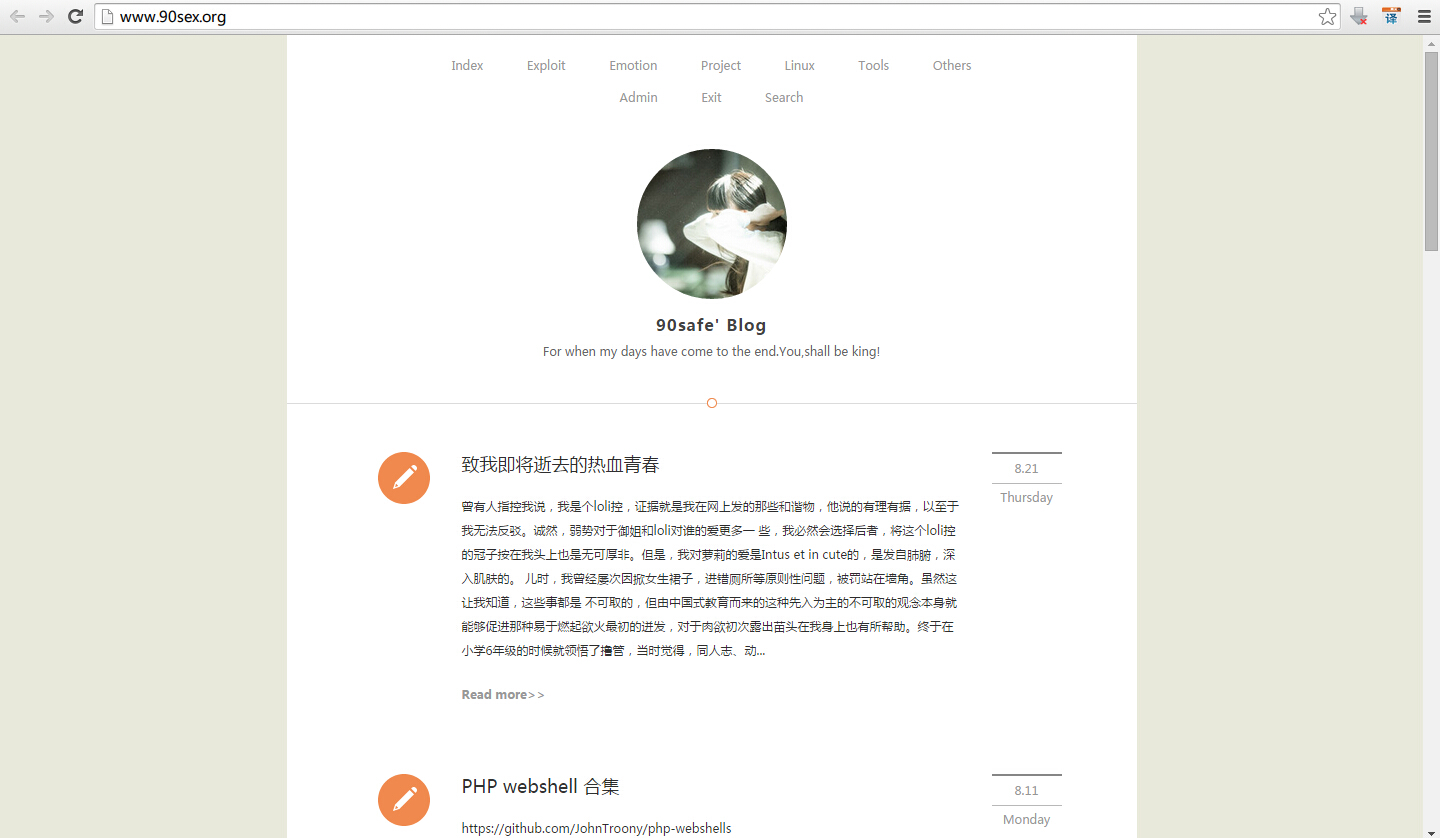 www.90sex.org
译
Index Exploit Emotion Project Linux Tools Others
Admin Exit Search
90safe' Blog
For when my days have come to the end.You,shall be king!
致我即将逝去的热血青春
8.21
Thursday
曾有人指控我说，我是个loli控，证据就是我在网上发的那些和谐物，他说的有理有据，以至于
我无法反驳。诚然，弱势对于御姐和loli对谁的爱更多一 些，我必然会选择后者，将这个loli控
的冠子按在我头上也是无可厚非。但是，我对萝莉的爱是Intus et in cute的，是发自肺腑，深
入肌肤的。 儿时，我曾经屡次因掀女生裙子，进错厕所等原则性问题，被罚站在墙角。虽然这
让我知道，这些事都是 不可取的，但由中国式教育而来的这种先入为主的不可取的观念本身就
能够促进那种易于燃起欲火最初的迸发，对于肉欲初次露出苗头在我身上也有所帮助。终于在
小学6年级的时候就领悟了撸管，当时觉得，同人志、动...
Read more>>
PHP webshell 合集
8.11
Monday
https://github.com/JohnTroony/php-webshells